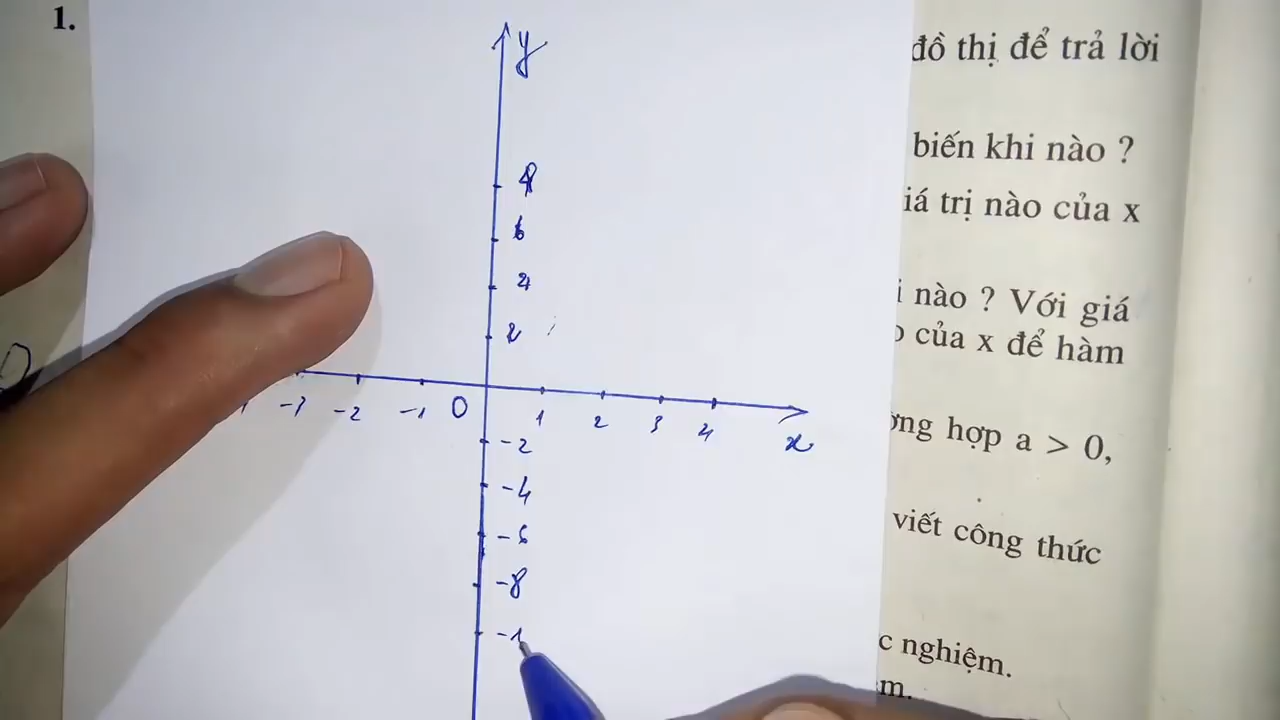 1.
y
đồ thị để trả lời
biến khi nào ?
8
iá trị nào của x
6
4
i nào ? Với giá
2
của x để hàm
-3 -2 -1 0 1 2 3 4
x
ợng hợp a > 0,
-2
-4
viết công thức
-6
-8
-1
c nghiệm.
m.